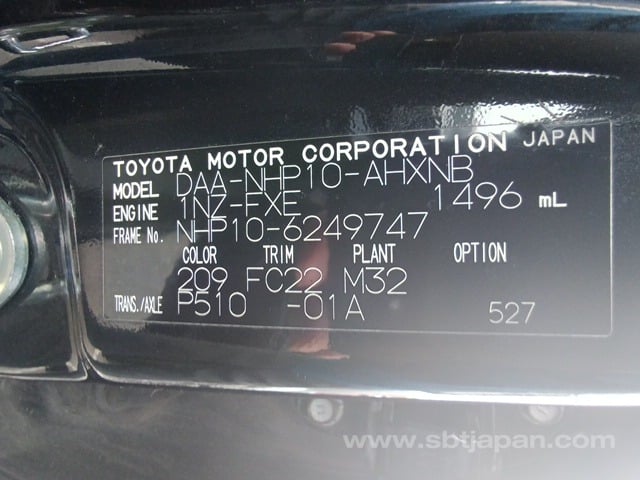 TOYOTA MOTOR CORPORATION JAPAN
MODEL DAA-NHP10-AHXNB
ENGINE 1NZ-FXE 1496 mL
FRAME No. NHP10-6249747
COLOR TRIM PLANT OPTION
209 FC22 M32
TRANS./AXLE P510 -01A 527
www.sbtjapan.com